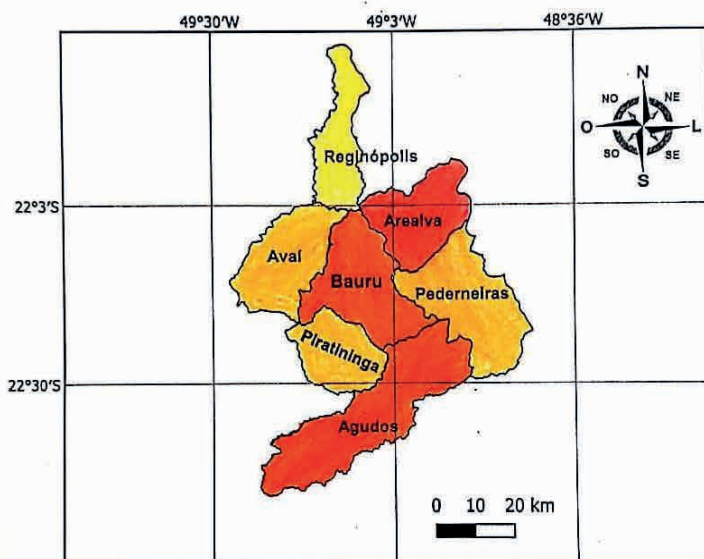 49°30'W 49°3'W 48°36'W
N
NO NE
O L
SO SE
S
Reginópolis
22°3'S
Arealva
Avaí
Bauru
Pederneiras
Piratininga
22°30'S
Agudos
0 10 20 km